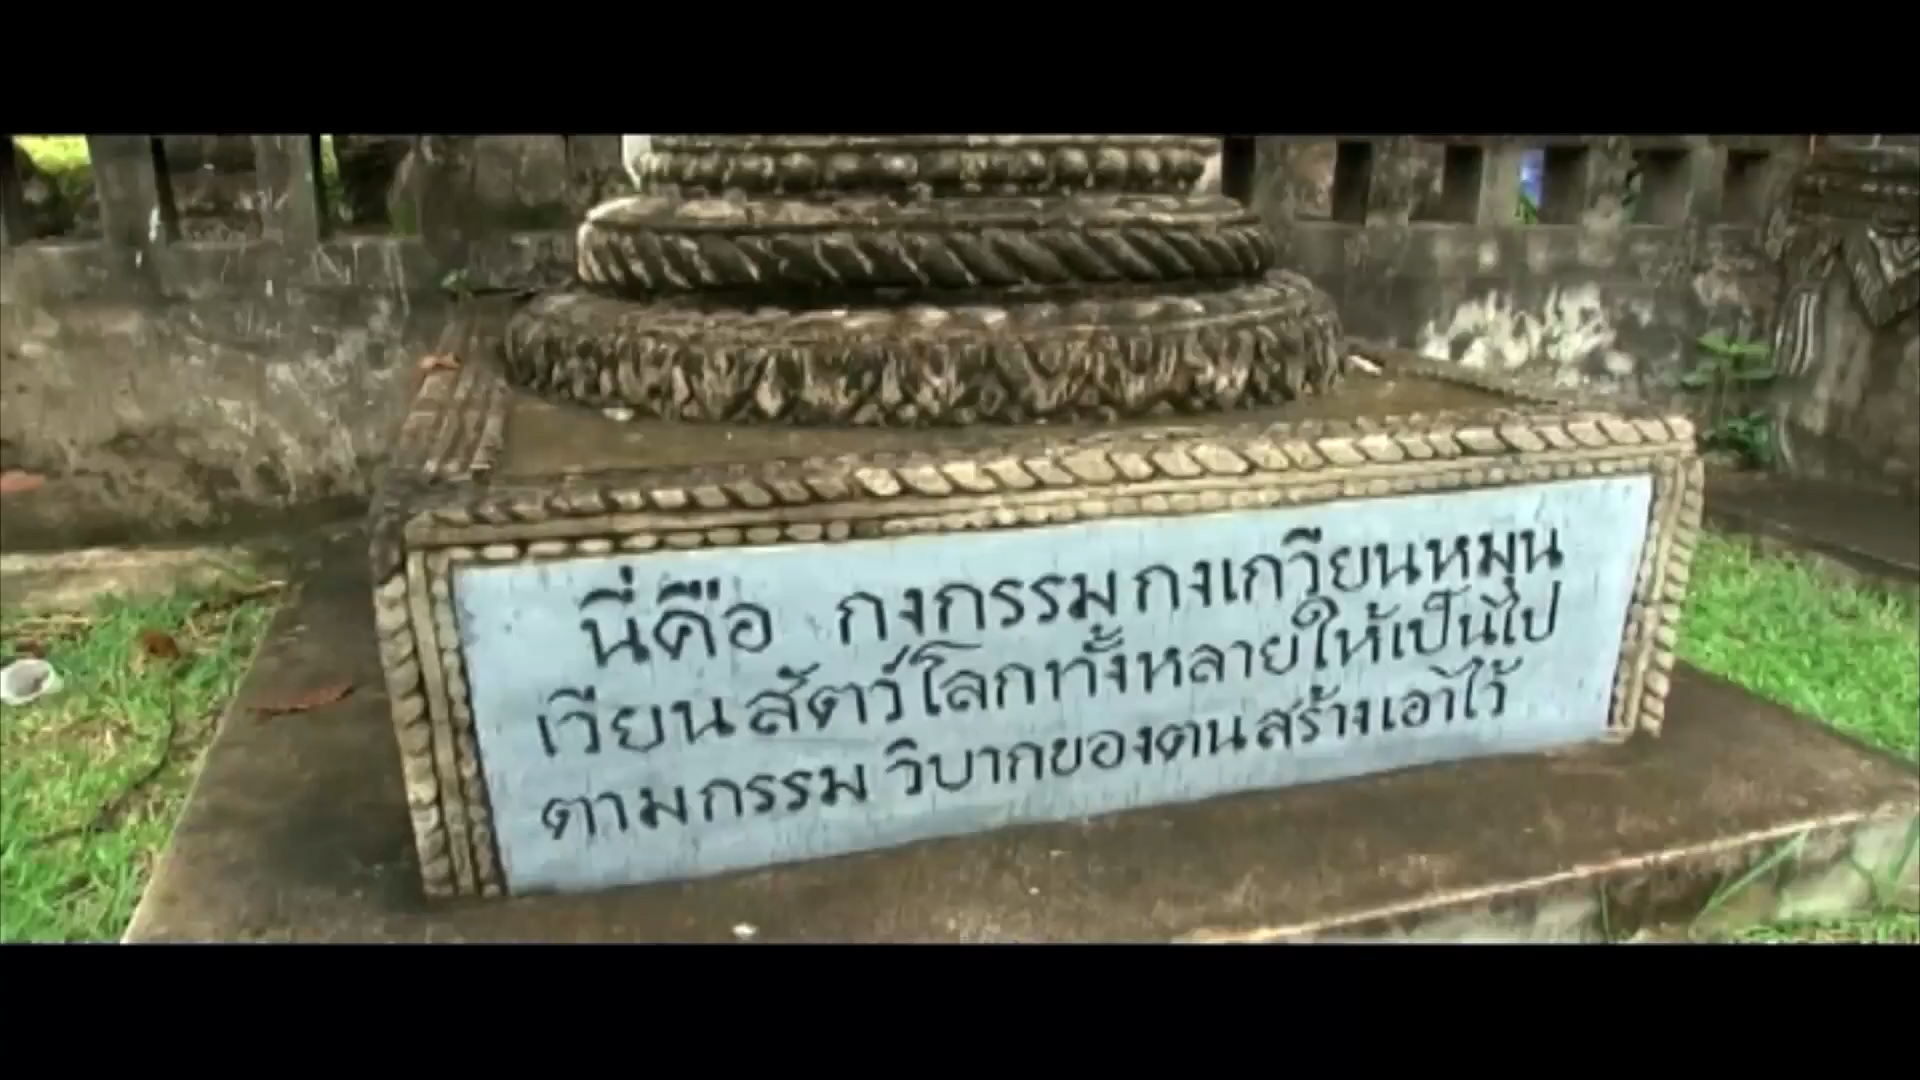 นี่คือ กงกรรมกงเกวียนหมุน
เวียนสัตว์โลกทั้งหลายให้เป็นไป
ตามกรรม วิบากของตนสร้างเอาไว้